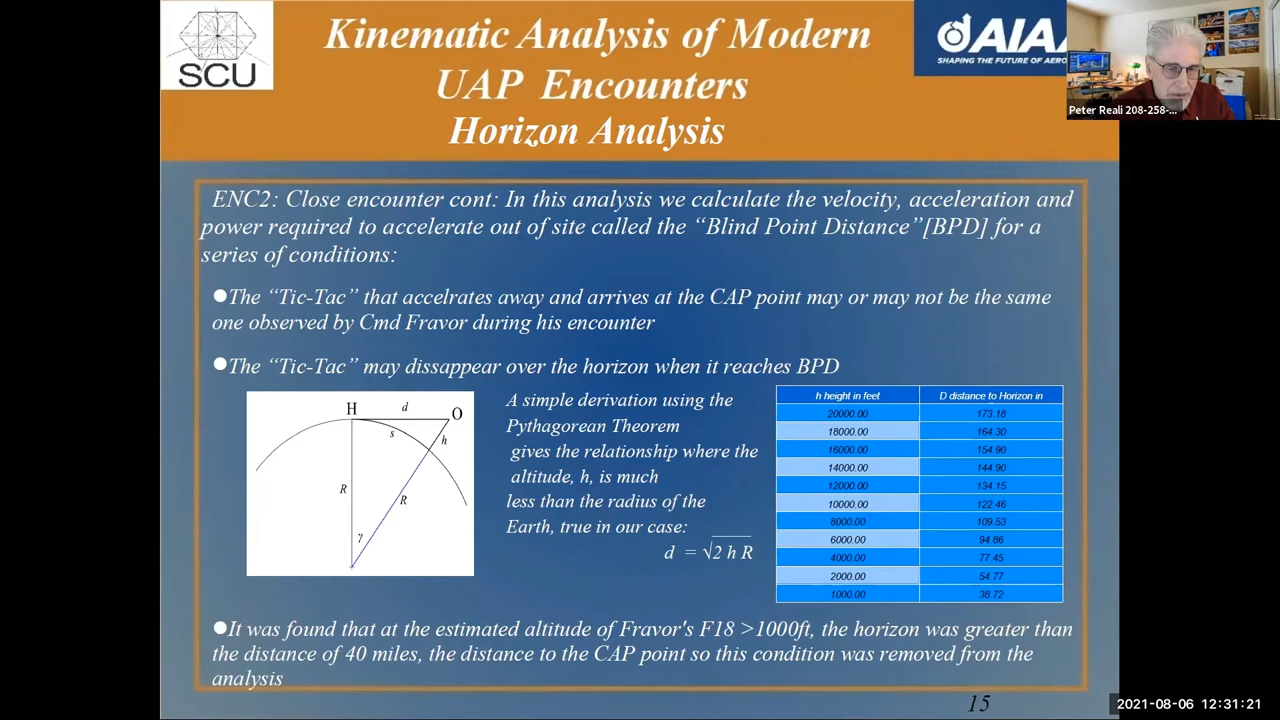 SCU
Kinematic Analysis of Modern
UAP Encounters
Horizon Analysis
AIAA
SHAPING THE FUTURE OF AERO
Peter Reali 208-258-...
ENC2: Close encounter cont: In this analysis we calculate the velocity, acceleration and
power required to accelerate out of site called the “Blind Point Distance”[BPD] for a
series of conditions:
●The “Tic-Tac” that accelrates away and arrives at the CAP point may or may not be the same
one observed by Cmd Fravor during his encounter
●The “Tic-Tac” may dissappear over the horizon when it reaches BPD
H d O
s h
R R
γ
A simple derivation using the
Pythagorean Theorem
gives the relationship where the
altitude, h, is much
less than the radius of the
Earth, true in our case:
d = √2 h R
h height in feet D distance to Horizon in
20000.00 173.18
18000.00 164.30
16000.00 154.90
14000.00 144.90
12000.00 134.15
10000.00 122.46
8000.00 109.53
6000.00 94.86
4000.00 77.45
2000.00 54.77
1000.00 38.72
●It was found that at the estimated altitude of Fravor's F18 >1000ft, the horizon was greater than
the distance of 40 miles, the distance to the CAP point so this condition was removed from the
analysis
15
2021-08-06 12:31:21